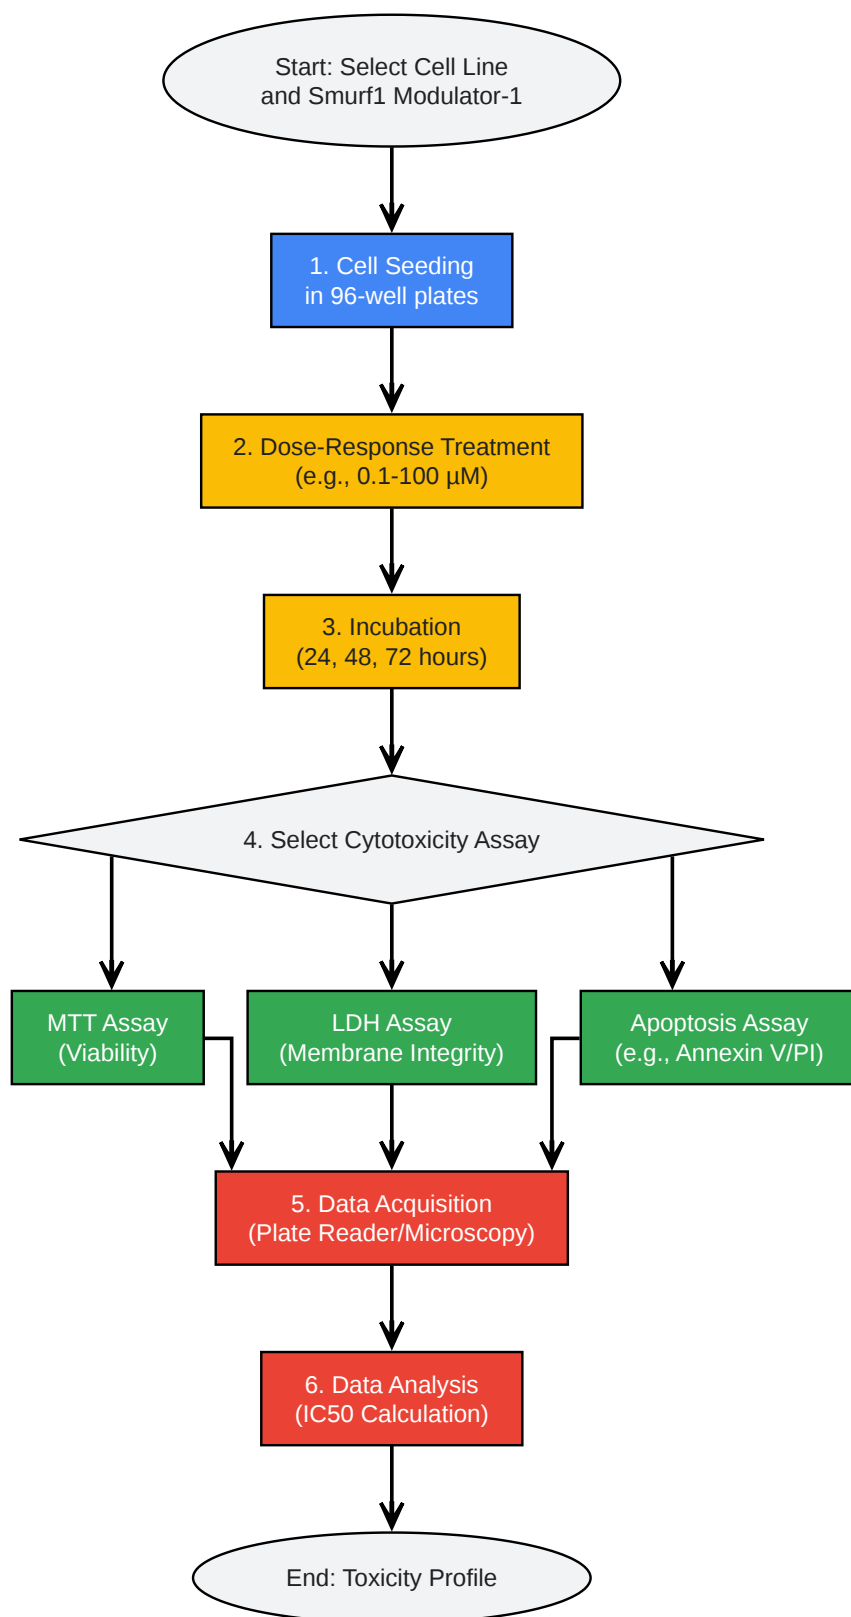 Start: Select Cell Line
and Smurf1 Modulator-1
1. Cell Seeding
in 96-well plates
2. Dose-Response Treatment
(e.g., 0.1-100 µM)
3. Incubation
(24, 48, 72 hours)
4. Select Cytotoxicity Assay
MTT Assay
(Viability)
LDH Assay
(Membrane Integrity)
Apoptosis Assay
(e.g., Annexin V/PI)
5. Data Acquisition
(Plate Reader/Microscopy)
6. Data Analysis
(IC50 Calculation)
End: Toxicity Profile